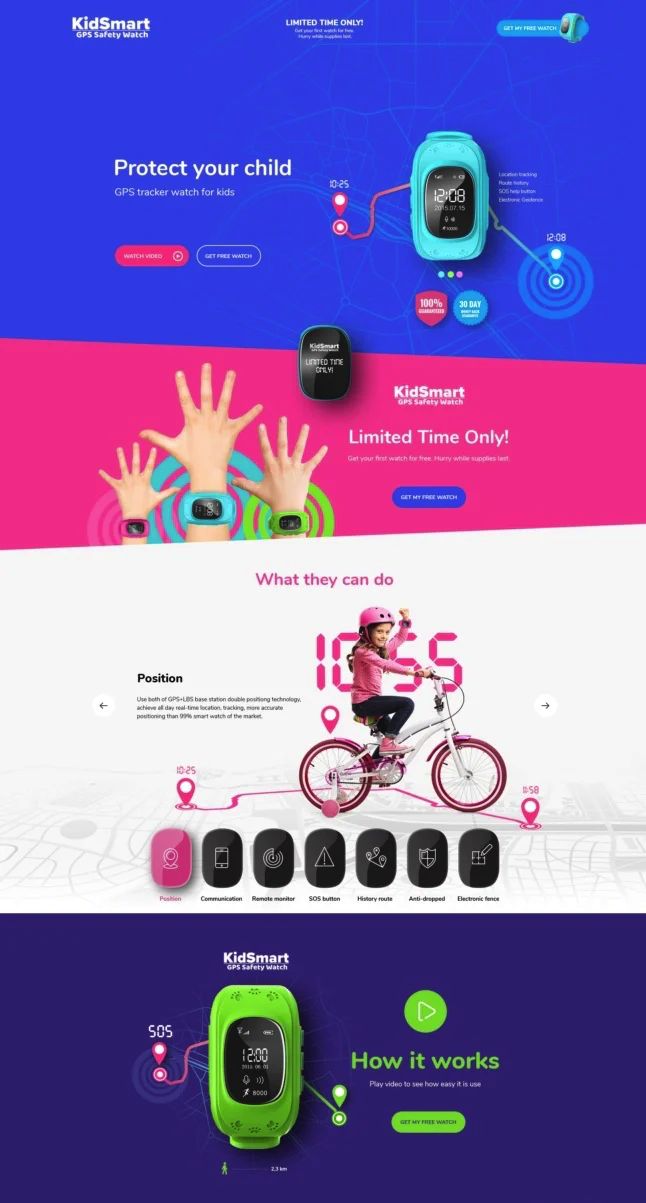 KidSmart
GPS Safety Watch
LIMITED TIME ONLY!
Get your first watch for free.
Hurry while supplies last.
GET MY FREE WATCH
Protect your child
GPS tracker watch for kids
WATCH VIDEO
GET FREE WATCH
10:25
12:08
2015.07.15
10000
Location tracking
Route history
SOS help button
Electronic Geidence
12:08
100%
GUARANTEED
30 DAY
MONEY BACK
GUARANTEE
KidSmart
GPS Safety Watch
LIMITED TIME
ONLY!
KidSmart
GPS Safety Watch
Limited Time Only!
Get your first watch for free. Hurry while supplies last.
GET MY FREE WATCH
What they can do
10:55
Position
Use both of GPS+LBS base station double positiong technology,
achieve all day real-time location, tracking, more accurate
positioning than 99% smart watch of the market.
10:25
11:58
Position
Communication
Remote monitor
SOS button
History route
Anti-dropped
Electronic fence
KidSmart
GPS Safety Watch
SOS
12:00
8000
How it works
Play video to see how easy it is use
GET MY FREE WATCH
2,3 km